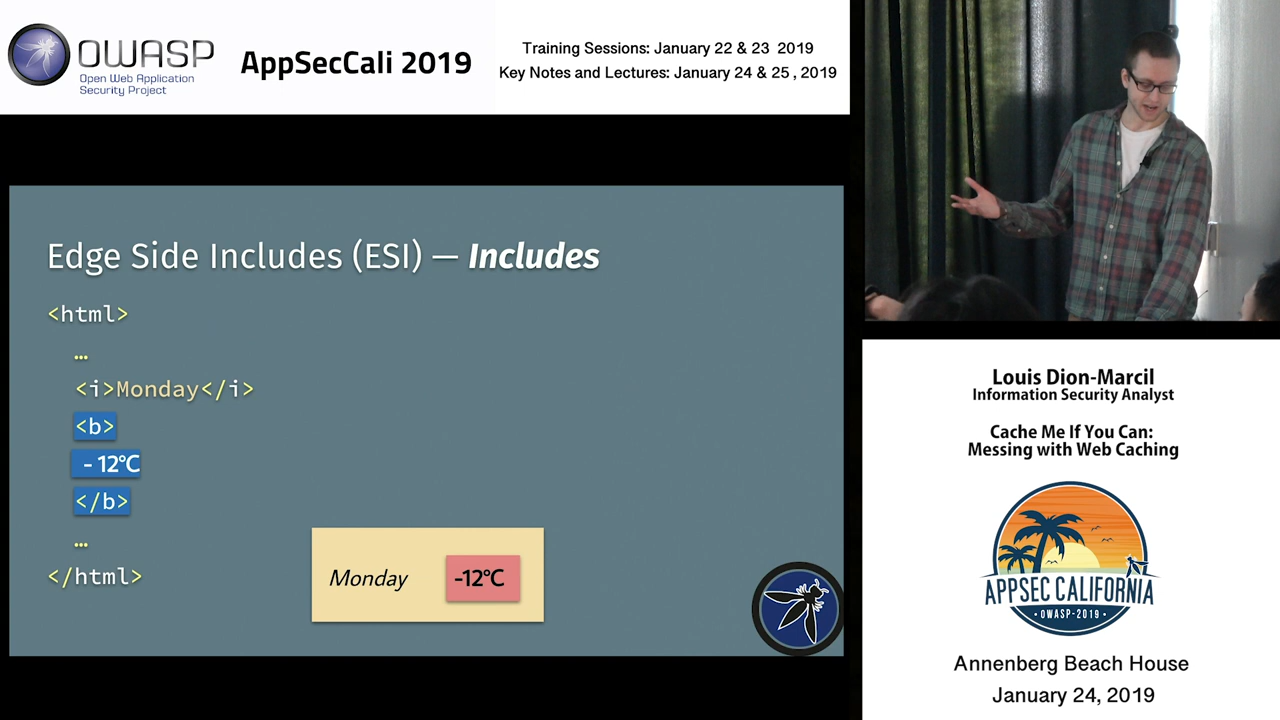 OWASP
Open Web Application
Security Project
AppSecCali 2019
Training Sessions: January 22 & 23 2019
Key Notes and Lectures: January 24 & 25 , 2019
Edge Side Includes (ESI) — Includes
<html>
…
<i>Monday</i>
<b>
- 12°C
</b>
…
</html>
Monday
-12°C
Louis Dion-Marcil
Information Security Analyst
Cache Me If You Can:
Messing with Web Caching
APPSEC CALIFORNIA
• OWASP-2019 •
Annenberg Beach House
January 24, 2019